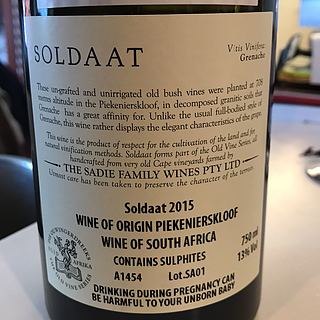 SOLDAAT
Vitis Vinifera
Grenache
These un-grafted and unirrigated old bush vines were planted at 708
metres altitude in the Piekenierskloof, in decomposed granitic soils that
Grenache has a great affinity for. Unlike the usual full-bodied style of
Grenache, this wine rather displays the elegant characteristics of the grape.
This wine is the product of respect for the cultivation of the land and for
natural vinification methods. Soldaat forms part of the Old Vine Series, all
handcrafted from very old Cape vineyards farmed by
THE SADIE FAMILY WINES PTY LTD
Utmost care has been taken to preserve the character of the terroir.
Soldaat 2015
WINE OF ORIGIN PIEKENIERSKLOOF
WINE OF SOUTH AFRICA
CONTAINS SULPHITES
A1454 Lot.SA01
750 ml
13% Vol
AFRIKA
OLD VINE SERIES
DRINKING DURING PREGNANCY CAN
BE HARMFUL TO YOUR UNBORN BABY